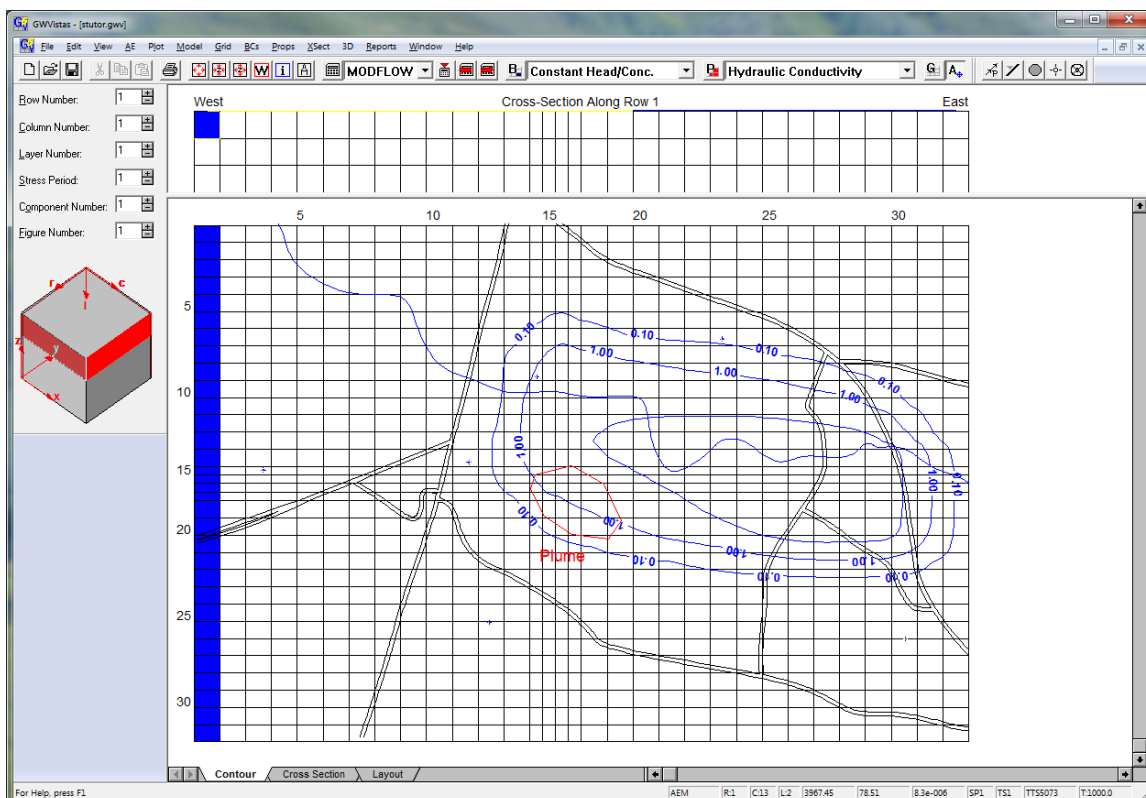 GWVistas - [stutor.gwv]
File Edit View AE Plot Model Grid BCs Props XSect 3D Reports Window Help
MODFLOW Constant Head/Conc. Hydraulic Conductivity
Row Number: 1
Column Number: 1
Layer Number: 1
Stress Period: 1
Component Number: 1
Figure Number: 1
r c l z y x
West Cross-Section Along Row 1 East
5 10 15 20 25 30
5
10
15
20
25
30
0.10 0.10 0.10 0.10
1.00 1.00 1.00
1.00 1.00 0.10
0.10 1.00
1.00 1.00
0.10 0.10 0.10
Plume
Contour Cross Section Layout
For Help, press F1 AEM R:1 C:13 L:2 3967.45 78.51 8.3e-006 SP1 TS1 TTS5073 T:1000.0